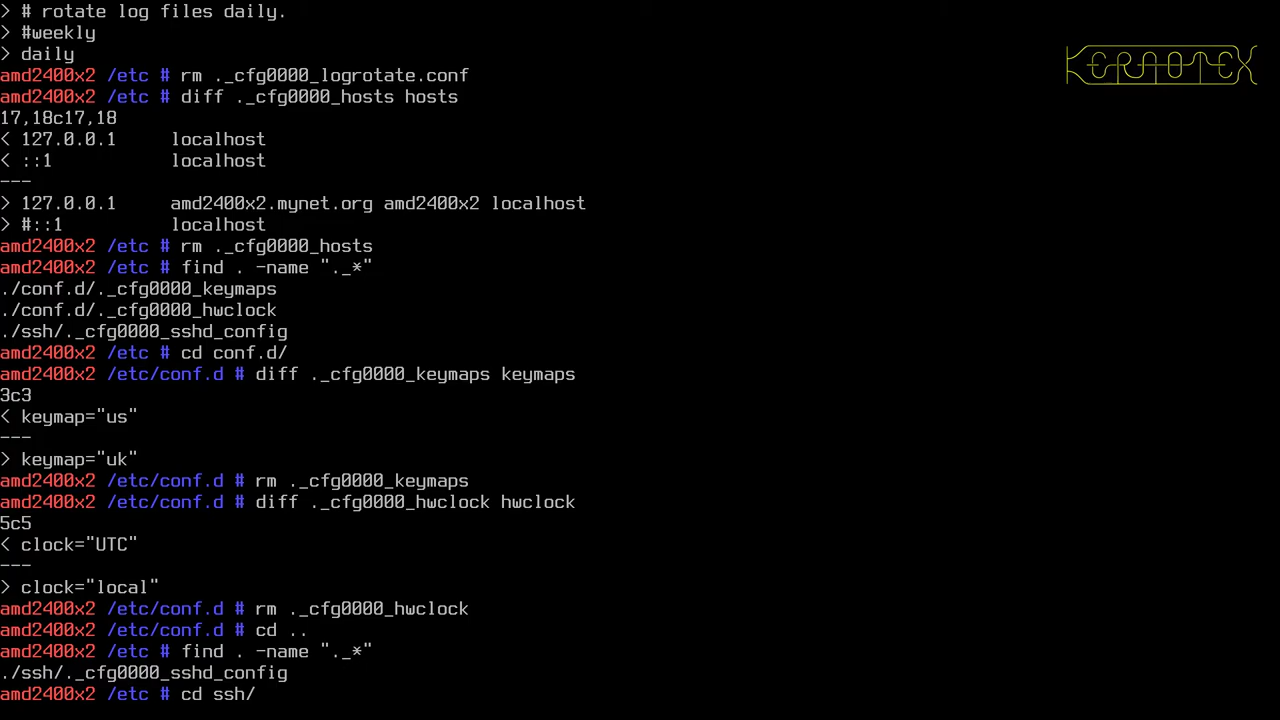 > # rotate log files daily.
> #weekly
> daily
amd2400x2 /etc # rm ._cfg0000_logrotate.conf
amd2400x2 /etc # diff ._cfg0000_hosts hosts
17,18c17,18
< 127.0.0.1       localhost
< ::1             localhost
---
> 127.0.0.1       amd2400x2.mynet.org amd2400x2 localhost
> #::1            localhost
amd2400x2 /etc # rm ._cfg0000_hosts
amd2400x2 /etc # find . -name "._*"
./conf.d/._cfg0000_keymaps
./conf.d/._cfg0000_hwclock
./ssh/._cfg0000_sshd_config
amd2400x2 /etc # cd conf.d/
amd2400x2 /etc/conf.d # diff ._cfg0000_keymaps keymaps
3c3
< keymap="us"
---
> keymap="uk"
amd2400x2 /etc/conf.d # rm ._cfg0000_keymaps
amd2400x2 /etc/conf.d # diff ._cfg0000_hwclock hwclock
5c5
< clock="UTC"
---
> clock="local"
amd2400x2 /etc/conf.d # rm ._cfg0000_hwclock
amd2400x2 /etc/conf.d # cd ..
amd2400x2 /etc # find . -name "._*"
./ssh/._cfg0000_sshd_config
amd2400x2 /etc # cd ssh/